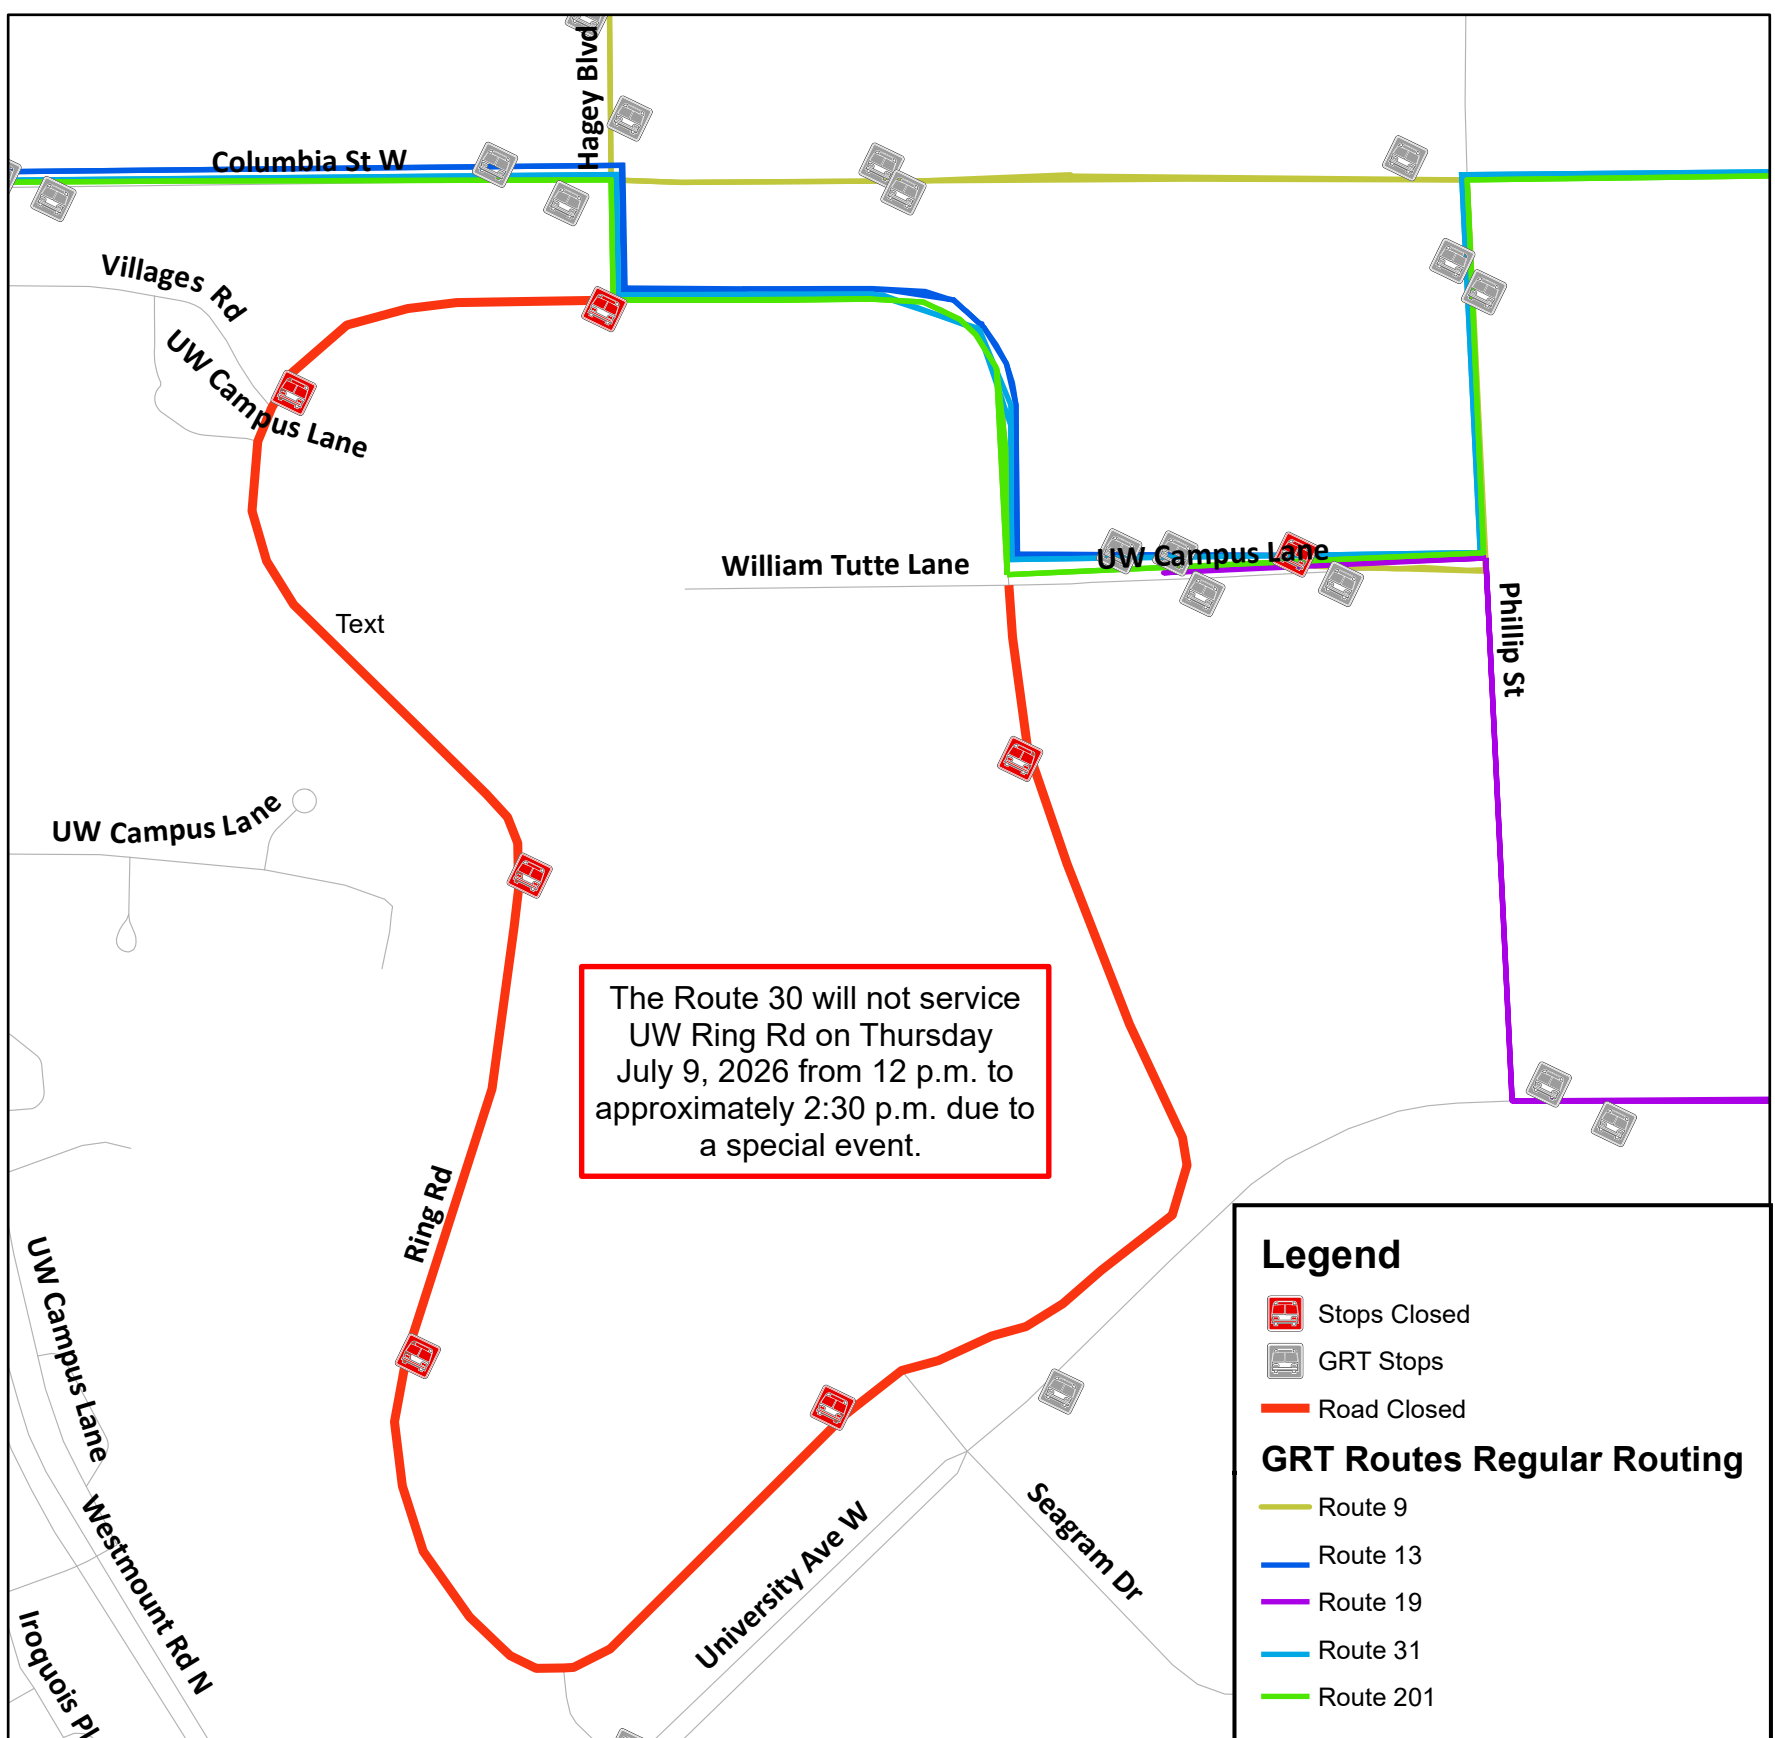 Hagey Blvd
Columbia St W
Villages Rd
UW Campus Lane
William Tutte Lane
UW Campus Lane
Phillip St
Text
UW Campus Lane
The Route 30 will not service
UW Ring Rd on Thursday
July 9, 2026 from 12 p.m. to
approximately 2:30 p.m. due to
a special event.
Ring Rd
UW Campus Lane
Westmount Rd N
Iroquois Pl
University Ave W
Seagram Dr
Legend
Stops Closed
GRT Stops
Road Closed
GRT Routes Regular Routing
Route 9
Route 13
Route 19
Route 31
Route 201